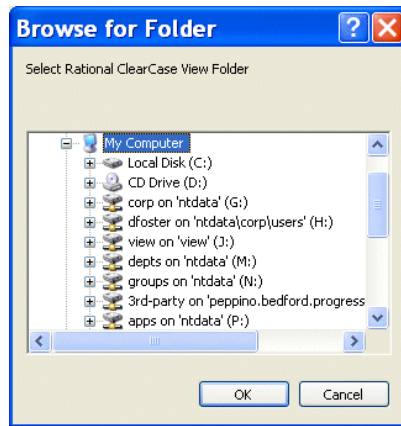 Browse for Folder
Select Rational ClearCase View Folder
My Computer
Local Disk (C:)
CD Drive (D:)
corp on 'ntdata' (G:)
dfoster on 'ntdata\corp\users' (H:)
view on 'view' (J:)
depts on 'ntdata' (M:)
groups on 'ntdata' (N:)
3rd-party on 'peppino.bedford.progress
apps on 'ntdata' (P:)
OK Cancel